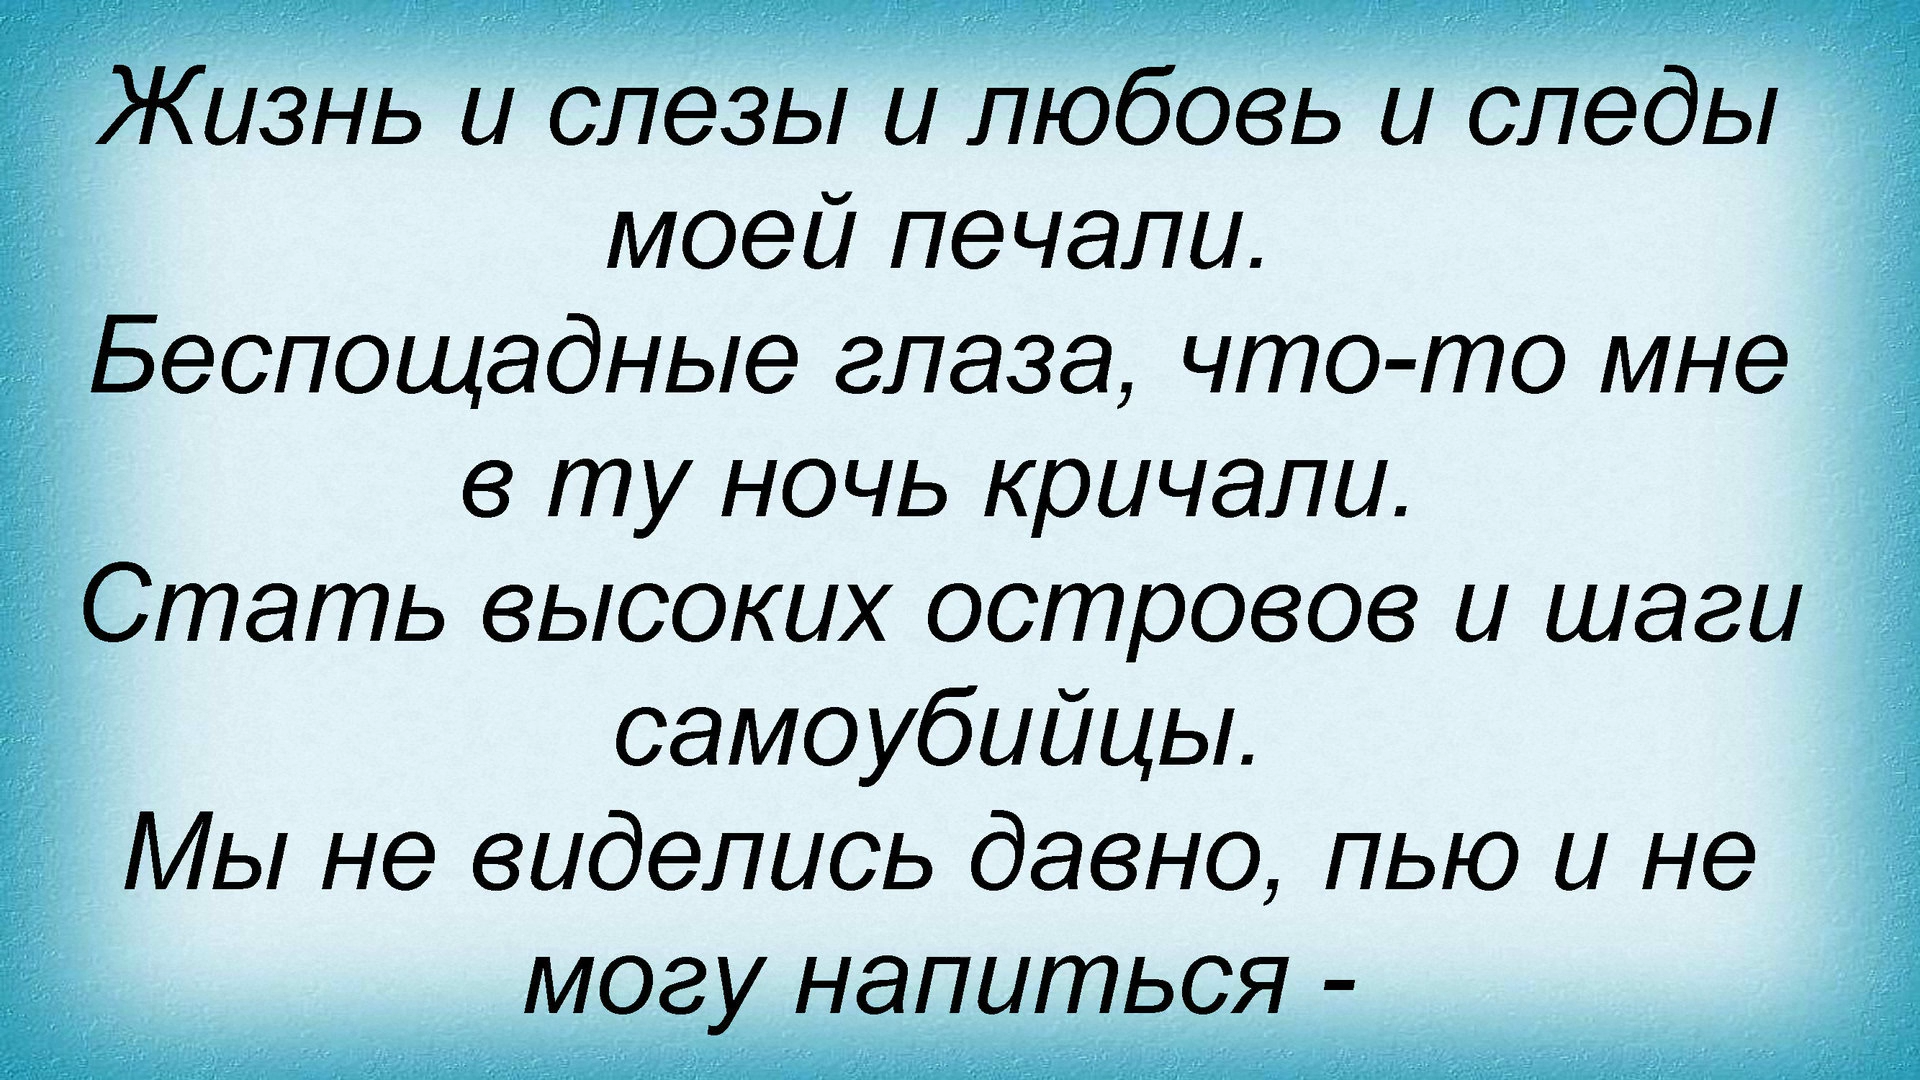 Жизнь и слезы и любовь и следы
моей печали.
Беспощадные глаза, что-то мне
в ту ночь кричали.
Стать высоких островов и шаги
самоубийцы.
Мы не виделись давно, пью и не
могу напиться -